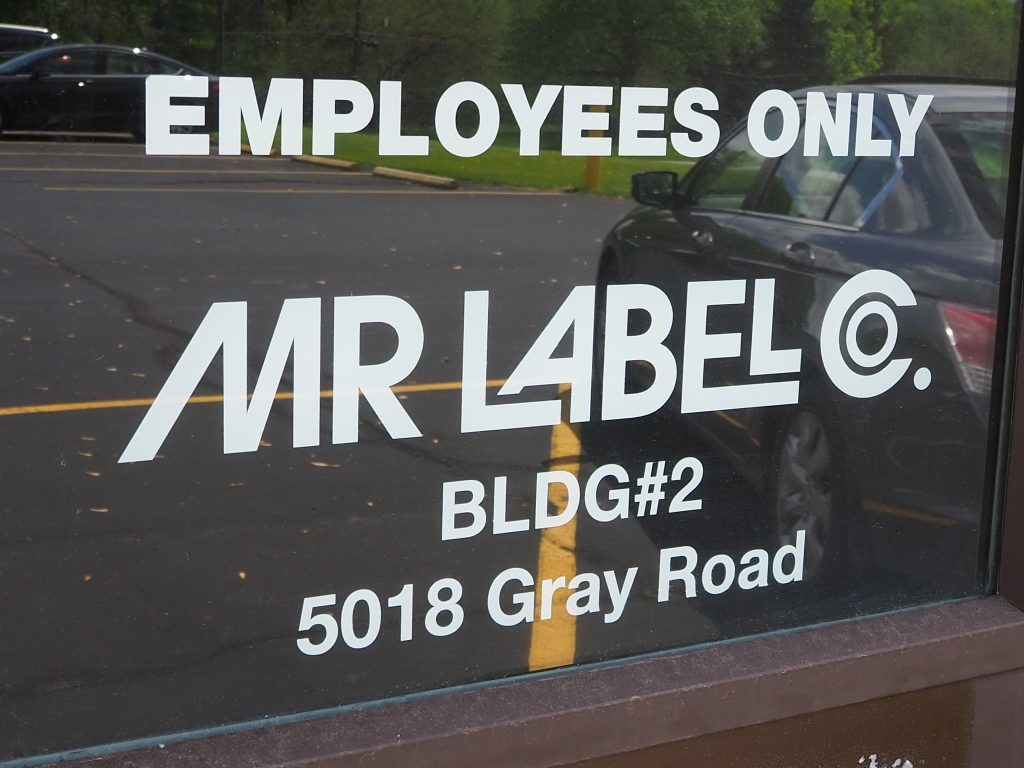 EMPLOYEES ONLY
MR LABEL CO.
BLDG#2
5018 Gray Road